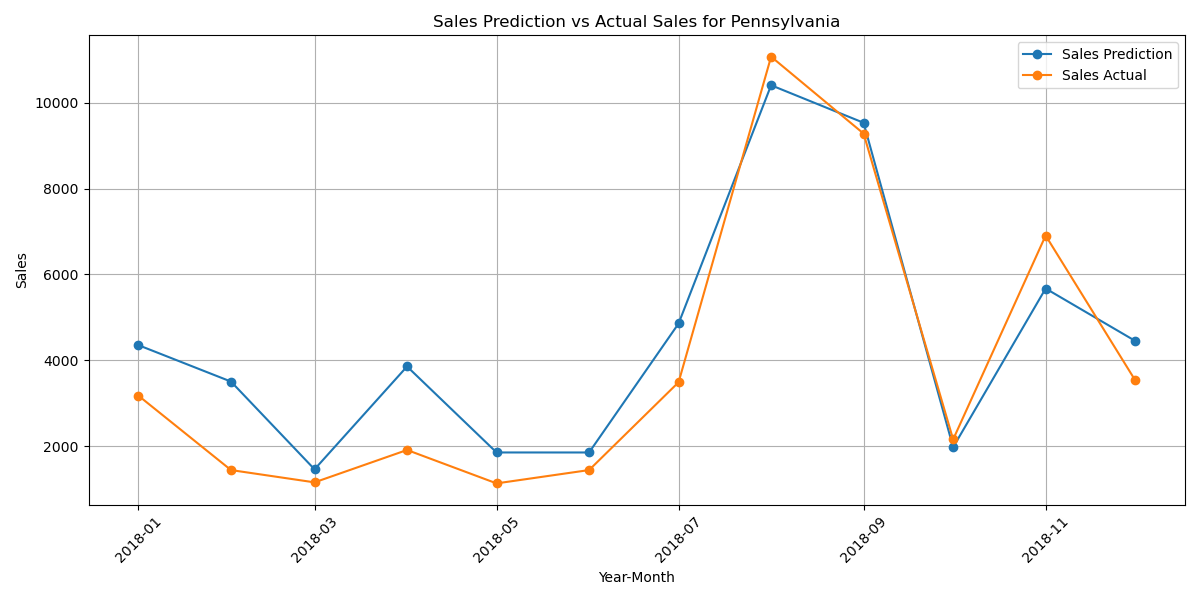 Sales Prediction vs Actual Sales for Pennsylvania
Sales Prediction
Sales Actual
10000
8000
6000
4000
2000
Sales
2018-01
2018-03
2018-05
2018-07
2018-09
2018-11
Year-Month